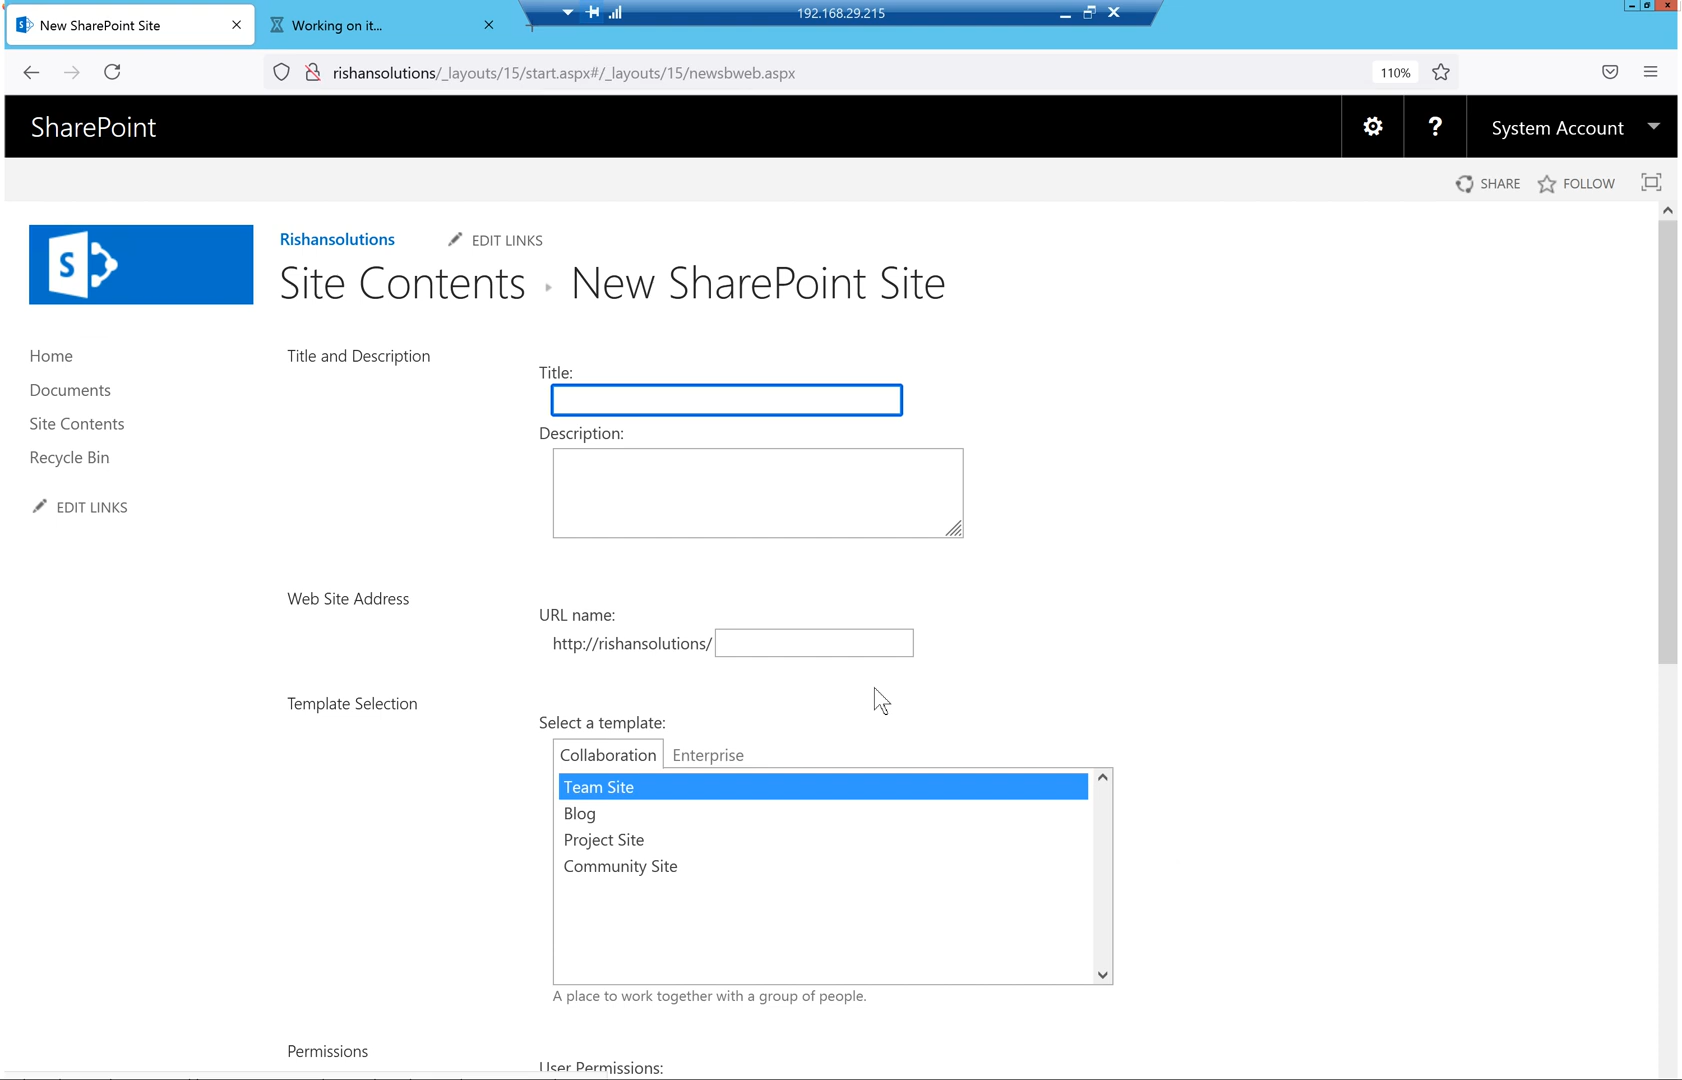 New SharePoint Site
Working on it...
192.168.29.215
rishansolutions/_layouts/15/start.aspx#/_layouts/15/newsbweb.aspx
110%
SharePoint
?
System Account
SHARE
FOLLOW
S
Rishansolutions
EDIT LINKS
Site Contents
New SharePoint Site
Home
Documents
Site Contents
Recycle Bin
EDIT LINKS
Title and Description
Title:
Description:
Web Site Address
URL name:
http://rishansolutions/
Template Selection
Select a template:
Collaboration
Enterprise
Team Site
Blog
Project Site
Community Site
A place to work together with a group of people.
Permissions
User Permissions: